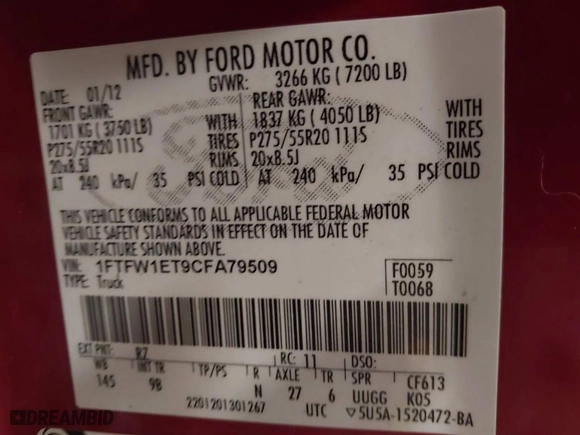 MFD. BY FORD MOTOR CO.
DATE: 01/12 GVWR: 3266 KG ( 7200 LB)
FRONT GAWR: REAR GAWR:
1701 KG ( 3750 LB) WITH 1837 KG ( 4050 LB) WITH
P275/55R20 111S TIRES P275/55R20 111S TIRES
20x8.5J RIMS 20x8.5J RIMS
AT 240 kPa/ 35 PSI COLD AT 240 kPa/ 35 PSI COLD
THIS VEHICLE CONFORMS TO ALL APPLICABLE FEDERAL MOTOR
VEHICLE SAFETY STANDARDS IN EFFECT ON THE DATE OF
MANUFACTURE SHOWN ABOVE.
VIN: 1FTFW1ET9CFA79509 F0059
TYPE: Truck T0068
EXT PNT: RZ RC: 11 DSO:
WB INT TR TP/PS R AXLE TR SPR CF613
145 9B N 27 6 UUGG K05
2201201301267 UTC 5U5A-1520472-BA
DREAMBID